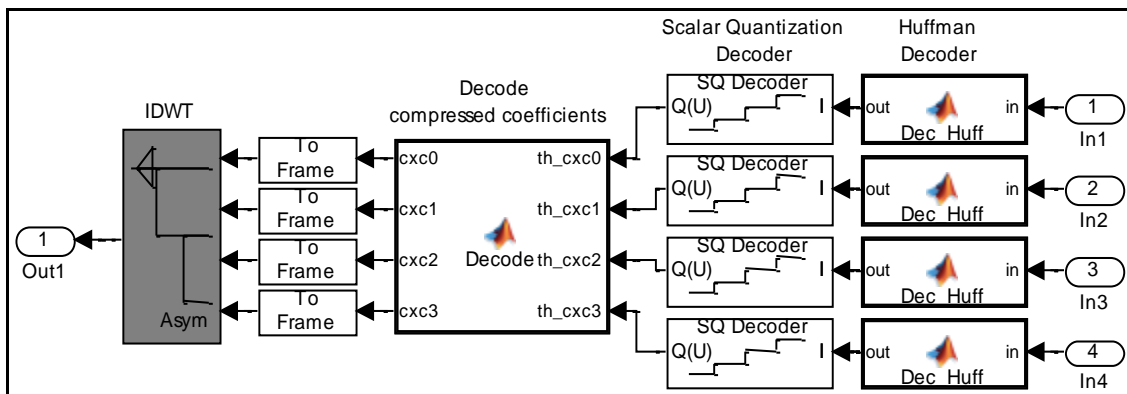 Scalar Quantization
Decoder
Huffman
Decoder
IDWT
Decode
compressed coefficients
SQ Decoder
Q(U)
I
out
in
Dec_Huff
1
In1
To
Frame
cxc0
th_cxc0
SQ Decoder
Q(U)
I
out
in
Dec_Huff
2
In2
To
Frame
cxc1
th_cxc1
1
Out1
Decode
To
Frame
cxc2
th_cxc2
SQ Decoder
Q(U)
I
out
in
Dec_Huff
3
In3
To
Frame
cxc3
th_cxc3
Asym
SQ Decoder
Q(U)
I
out
in
Dec_Huff
4
In4